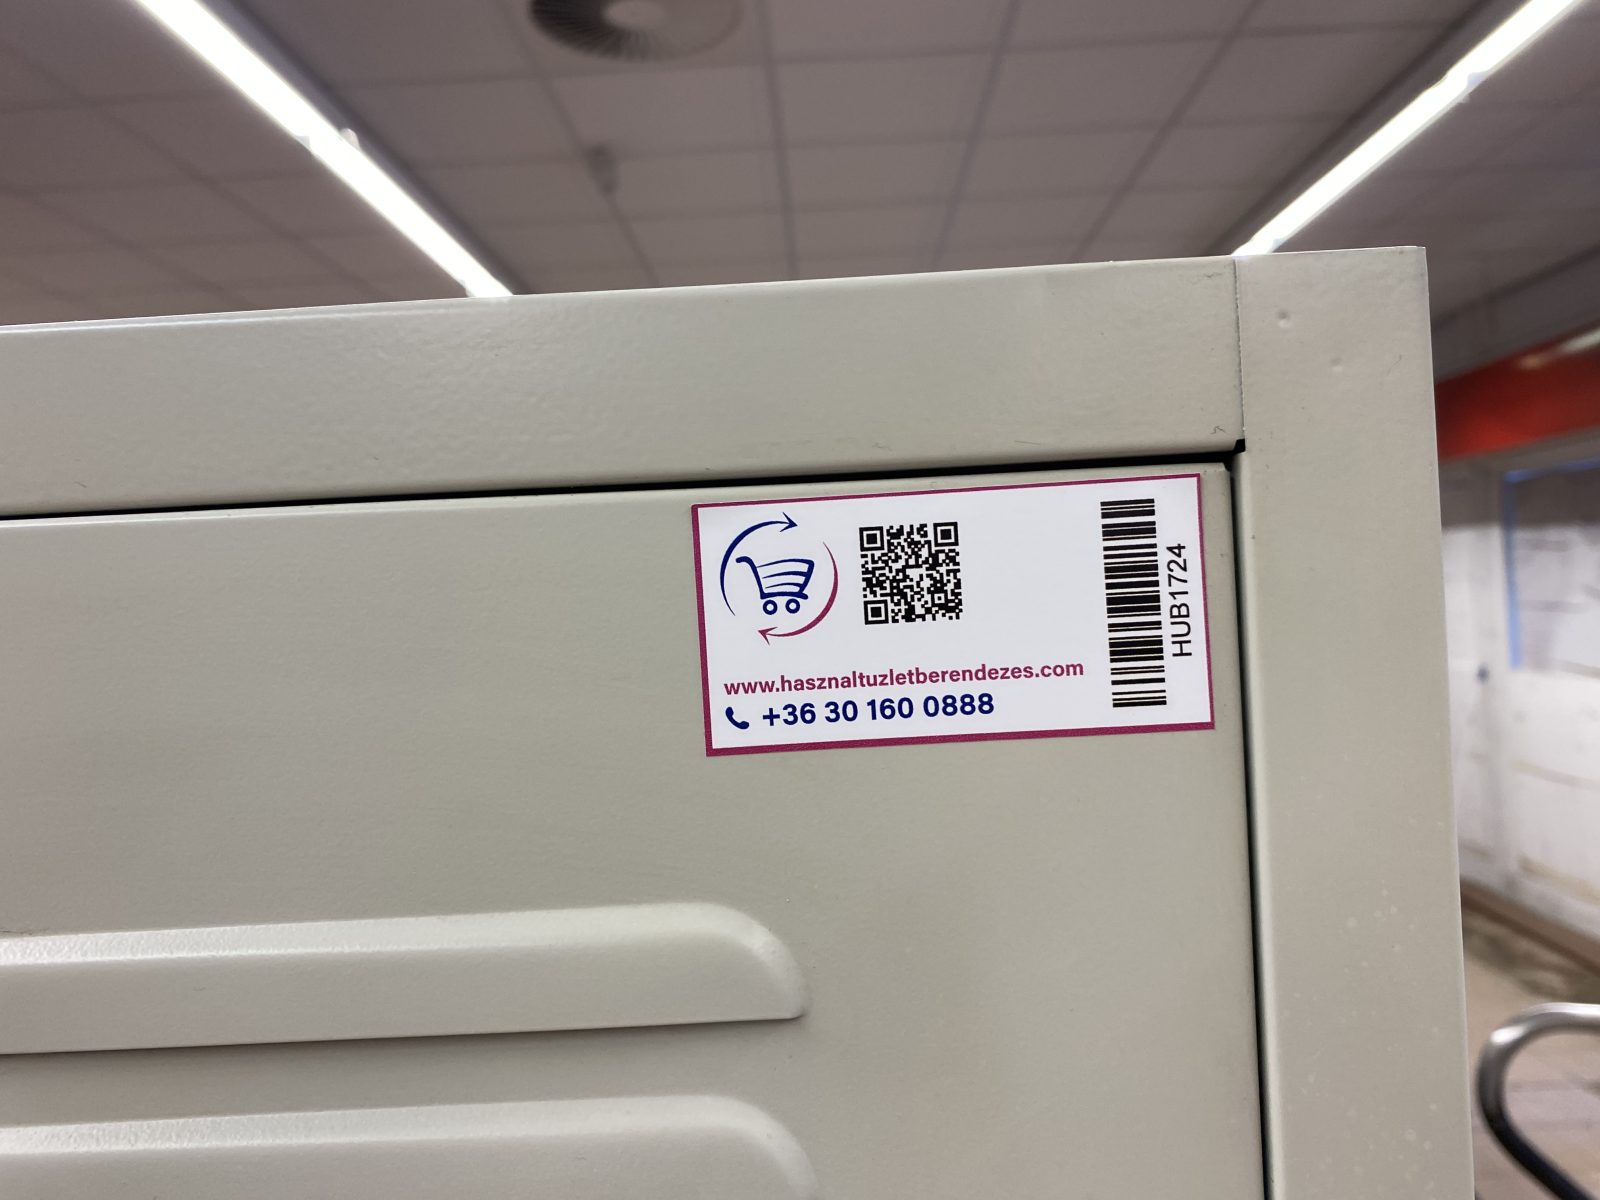 www.hasznaltuzletberendezes.com
+36 30 160 0888
HUB1724